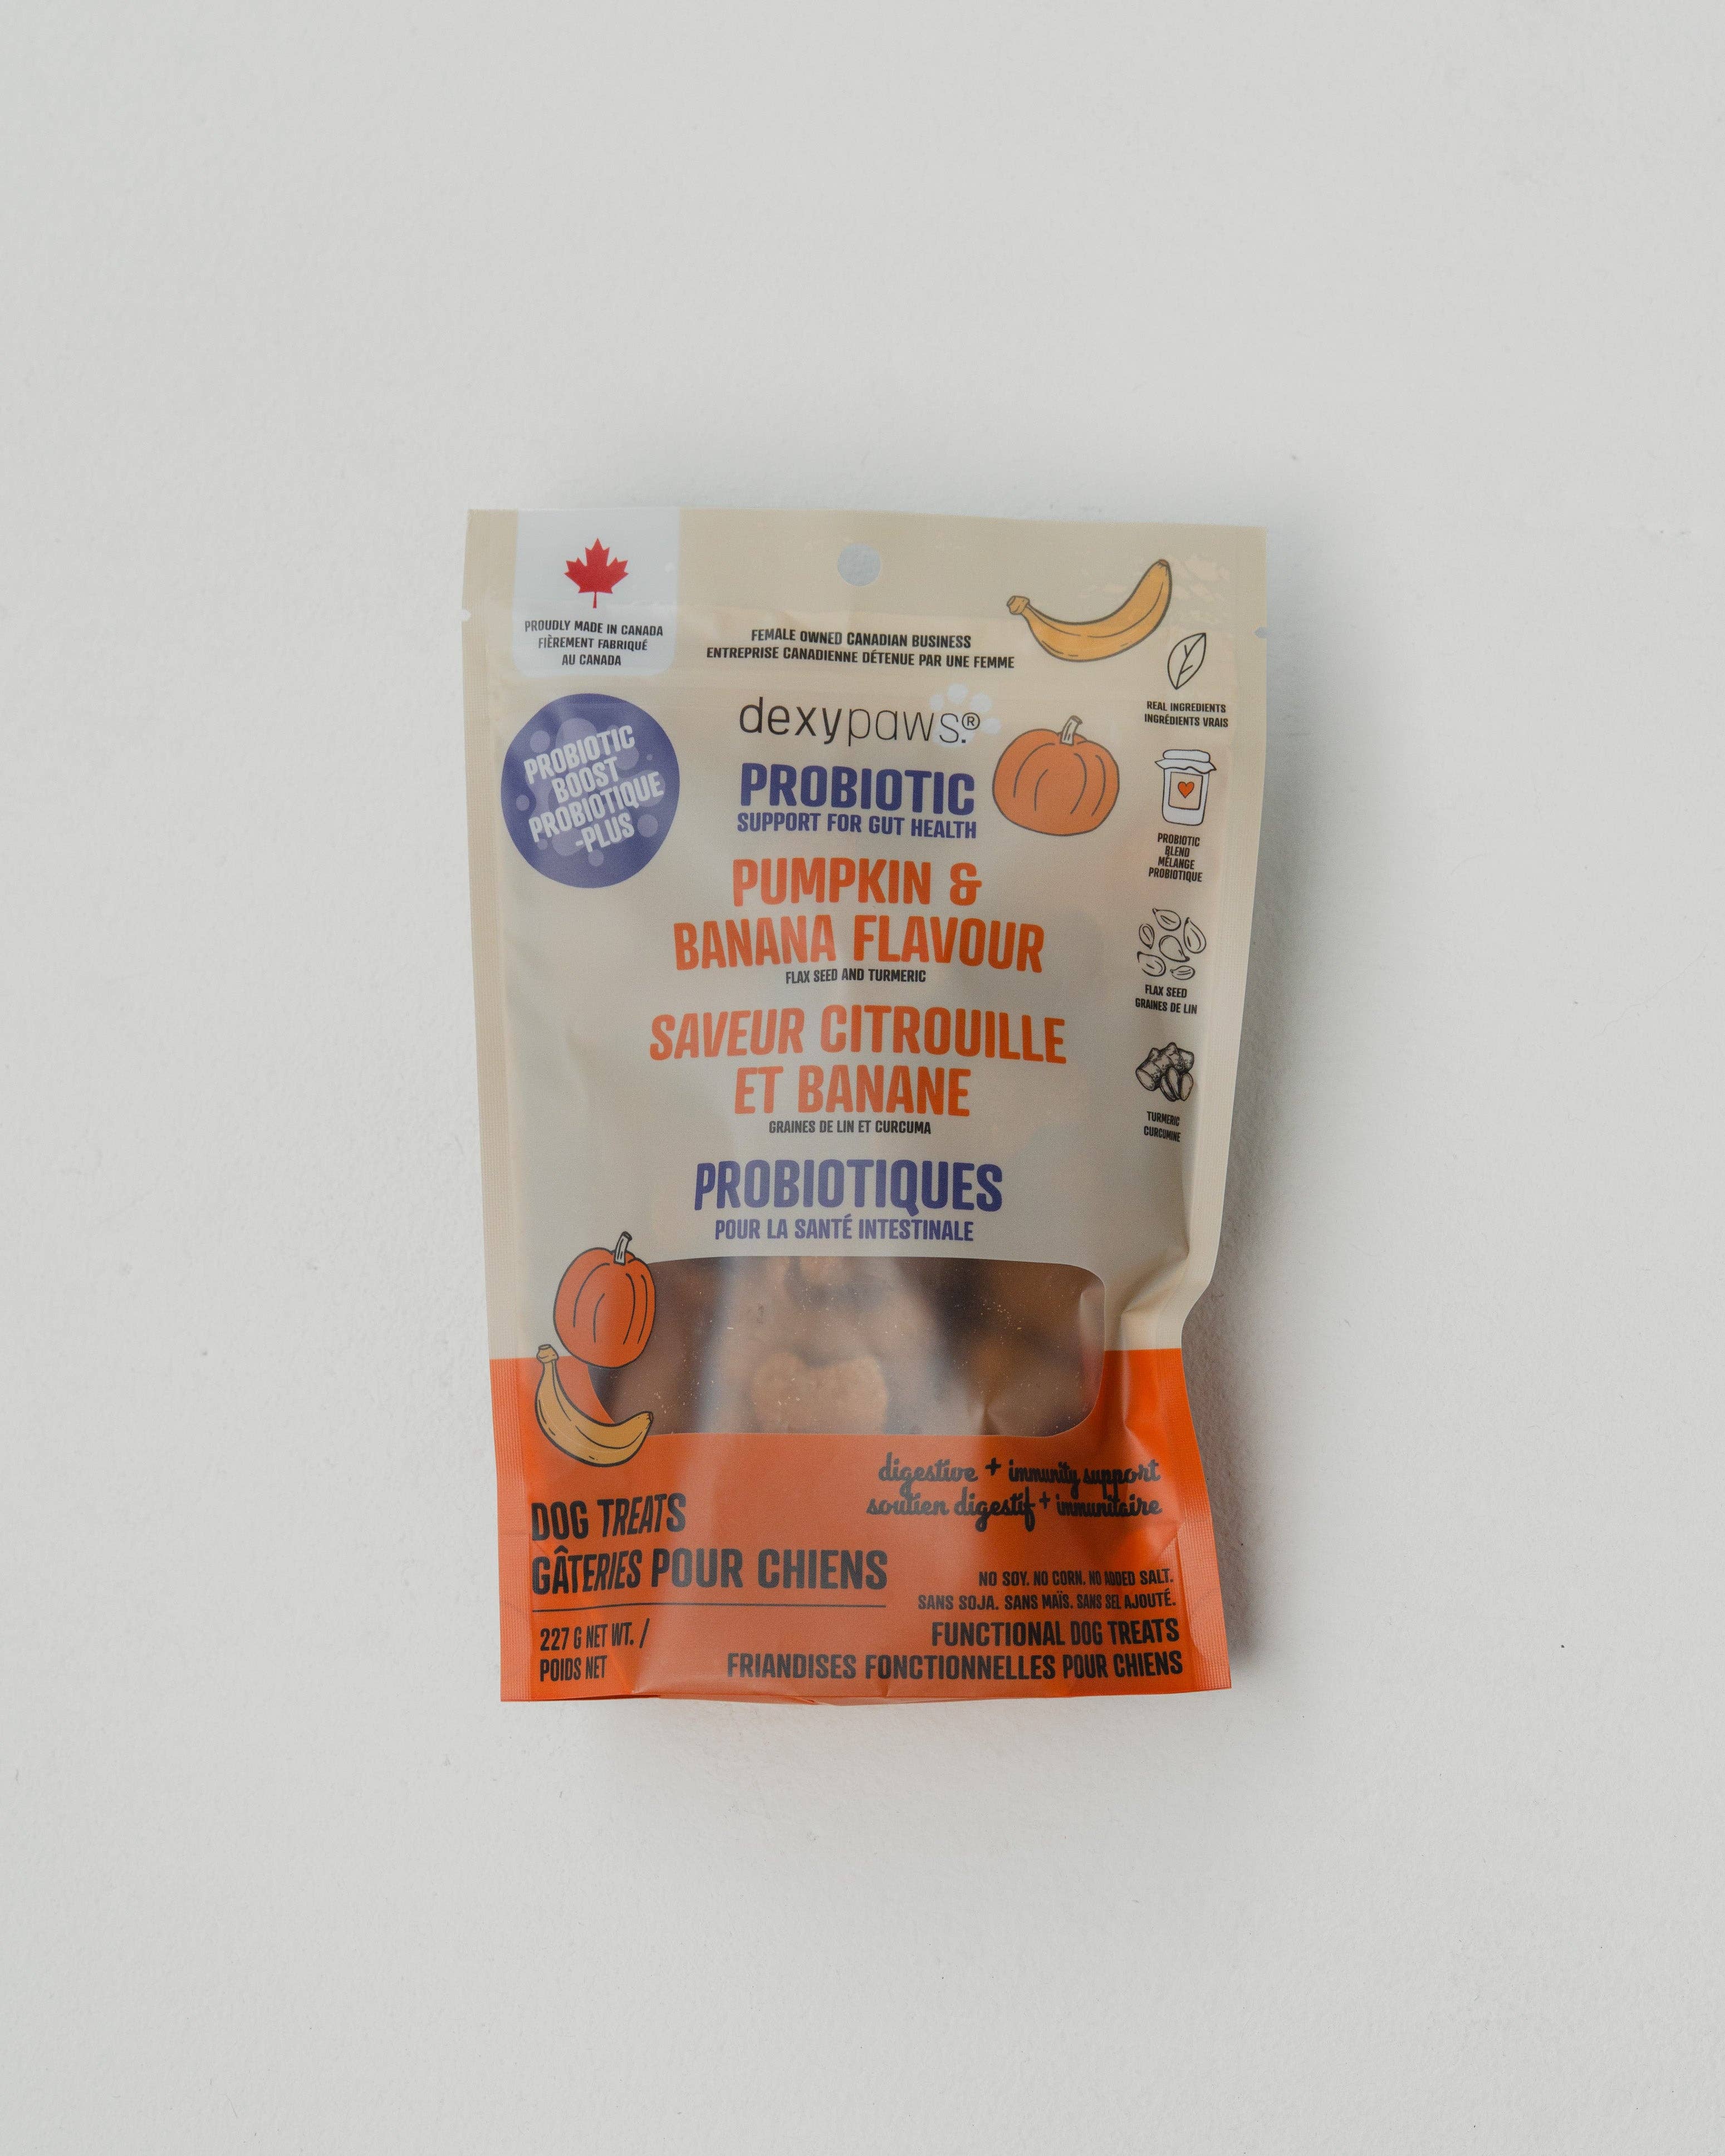 PROUDLY MADE IN CANADA
FIÈREMENT FABRIQUÉ
AU CANADA
FEMALE OWNED CANADIAN BUSINESS
ENTREPRISE CANADIENNE DÉTENUE PAR UNE FEMME
dexypaws.®
PROBIOTIC
BOOST
PROBIOTIQUE
-PLUS
PROBIOTIC
SUPPORT FOR GUT HEALTH
PUMPKIN &
BANANA FLAVOUR
FLAX SEED AND TURMERIC
SAVEUR CITROUILLE
ET BANANE
GRAINES DE LIN ET CURCUMA
PROBIOTIQUES
POUR LA SANTÉ INTESTINALE
REAL INGREDIENTS
INGRÉDIENTS VRAIS
PROBIOTIC
BLEND
MÉLANGE
PROBIOTIQUE
FLAX SEED
GRAINES DE LIN
TURMERIC
CURCUMINE
digestive + immunity support
soutien digestif + immunitaire
DOG TREATS
GÂTERIES POUR CHIENS
227 G NET WT. /
POIDS NET
NO SOY. NO CORN. NO ADDED SALT.
SANS SOJA. SANS MAÏS. SANS SEL AJOUTÉ.
FUNCTIONAL DOG TREATS
FRIANDISES FONCTIONNELLES POUR CHIENS